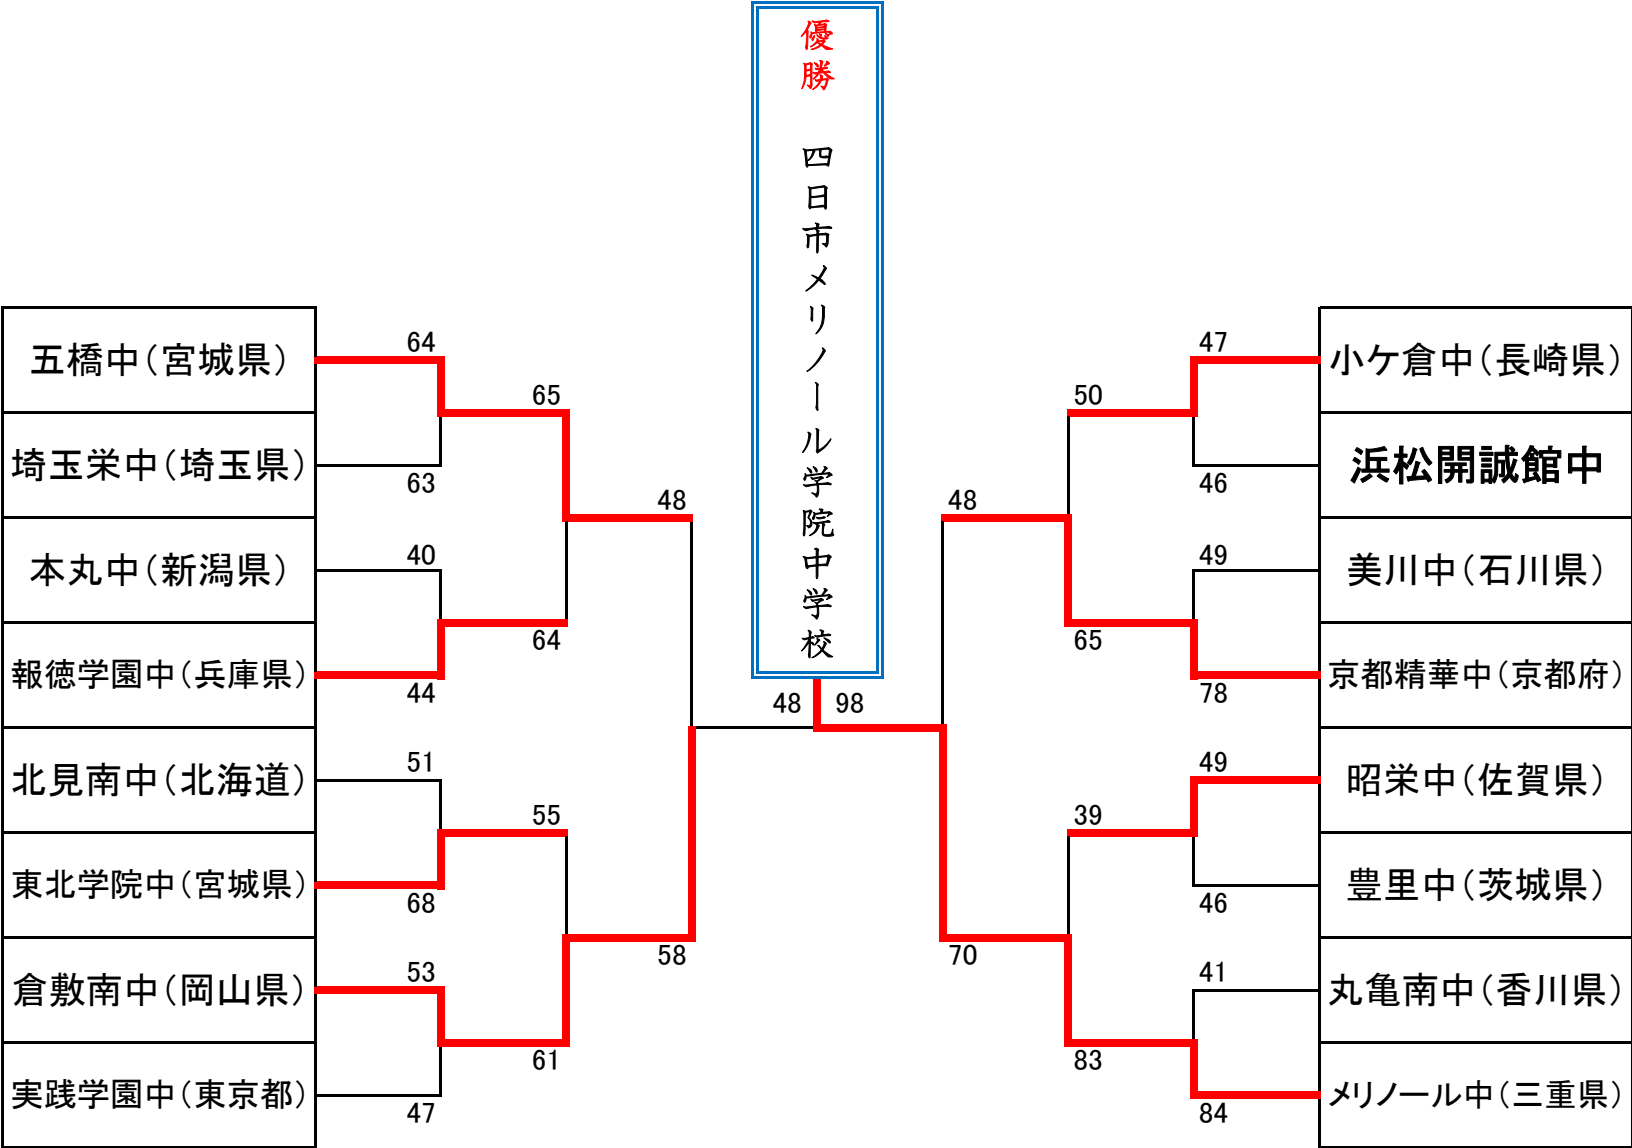 優勝 四日市メリノール学院中学校
五橋中（宮城県）
埼玉栄中（埼玉県）
本丸中（新潟県）
報徳学園中（兵庫県）
北見南中（北海道）
東北学院中（宮城県）
倉敷南中（岡山県）
実践学園中（東京都）
64
63
40
44
51
68
53
47
65
64
55
61
48
58
48 98
48
70
50
65
39
83
47
46
49
78
49
46
41
84
小ケ倉中（長崎県）
浜松開誠館中
美川中（石川県）
京都精華中（京都府）
昭栄中（佐賀県）
豊里中（茨城県）
丸亀南中（香川県）
メリノール中（三重県）